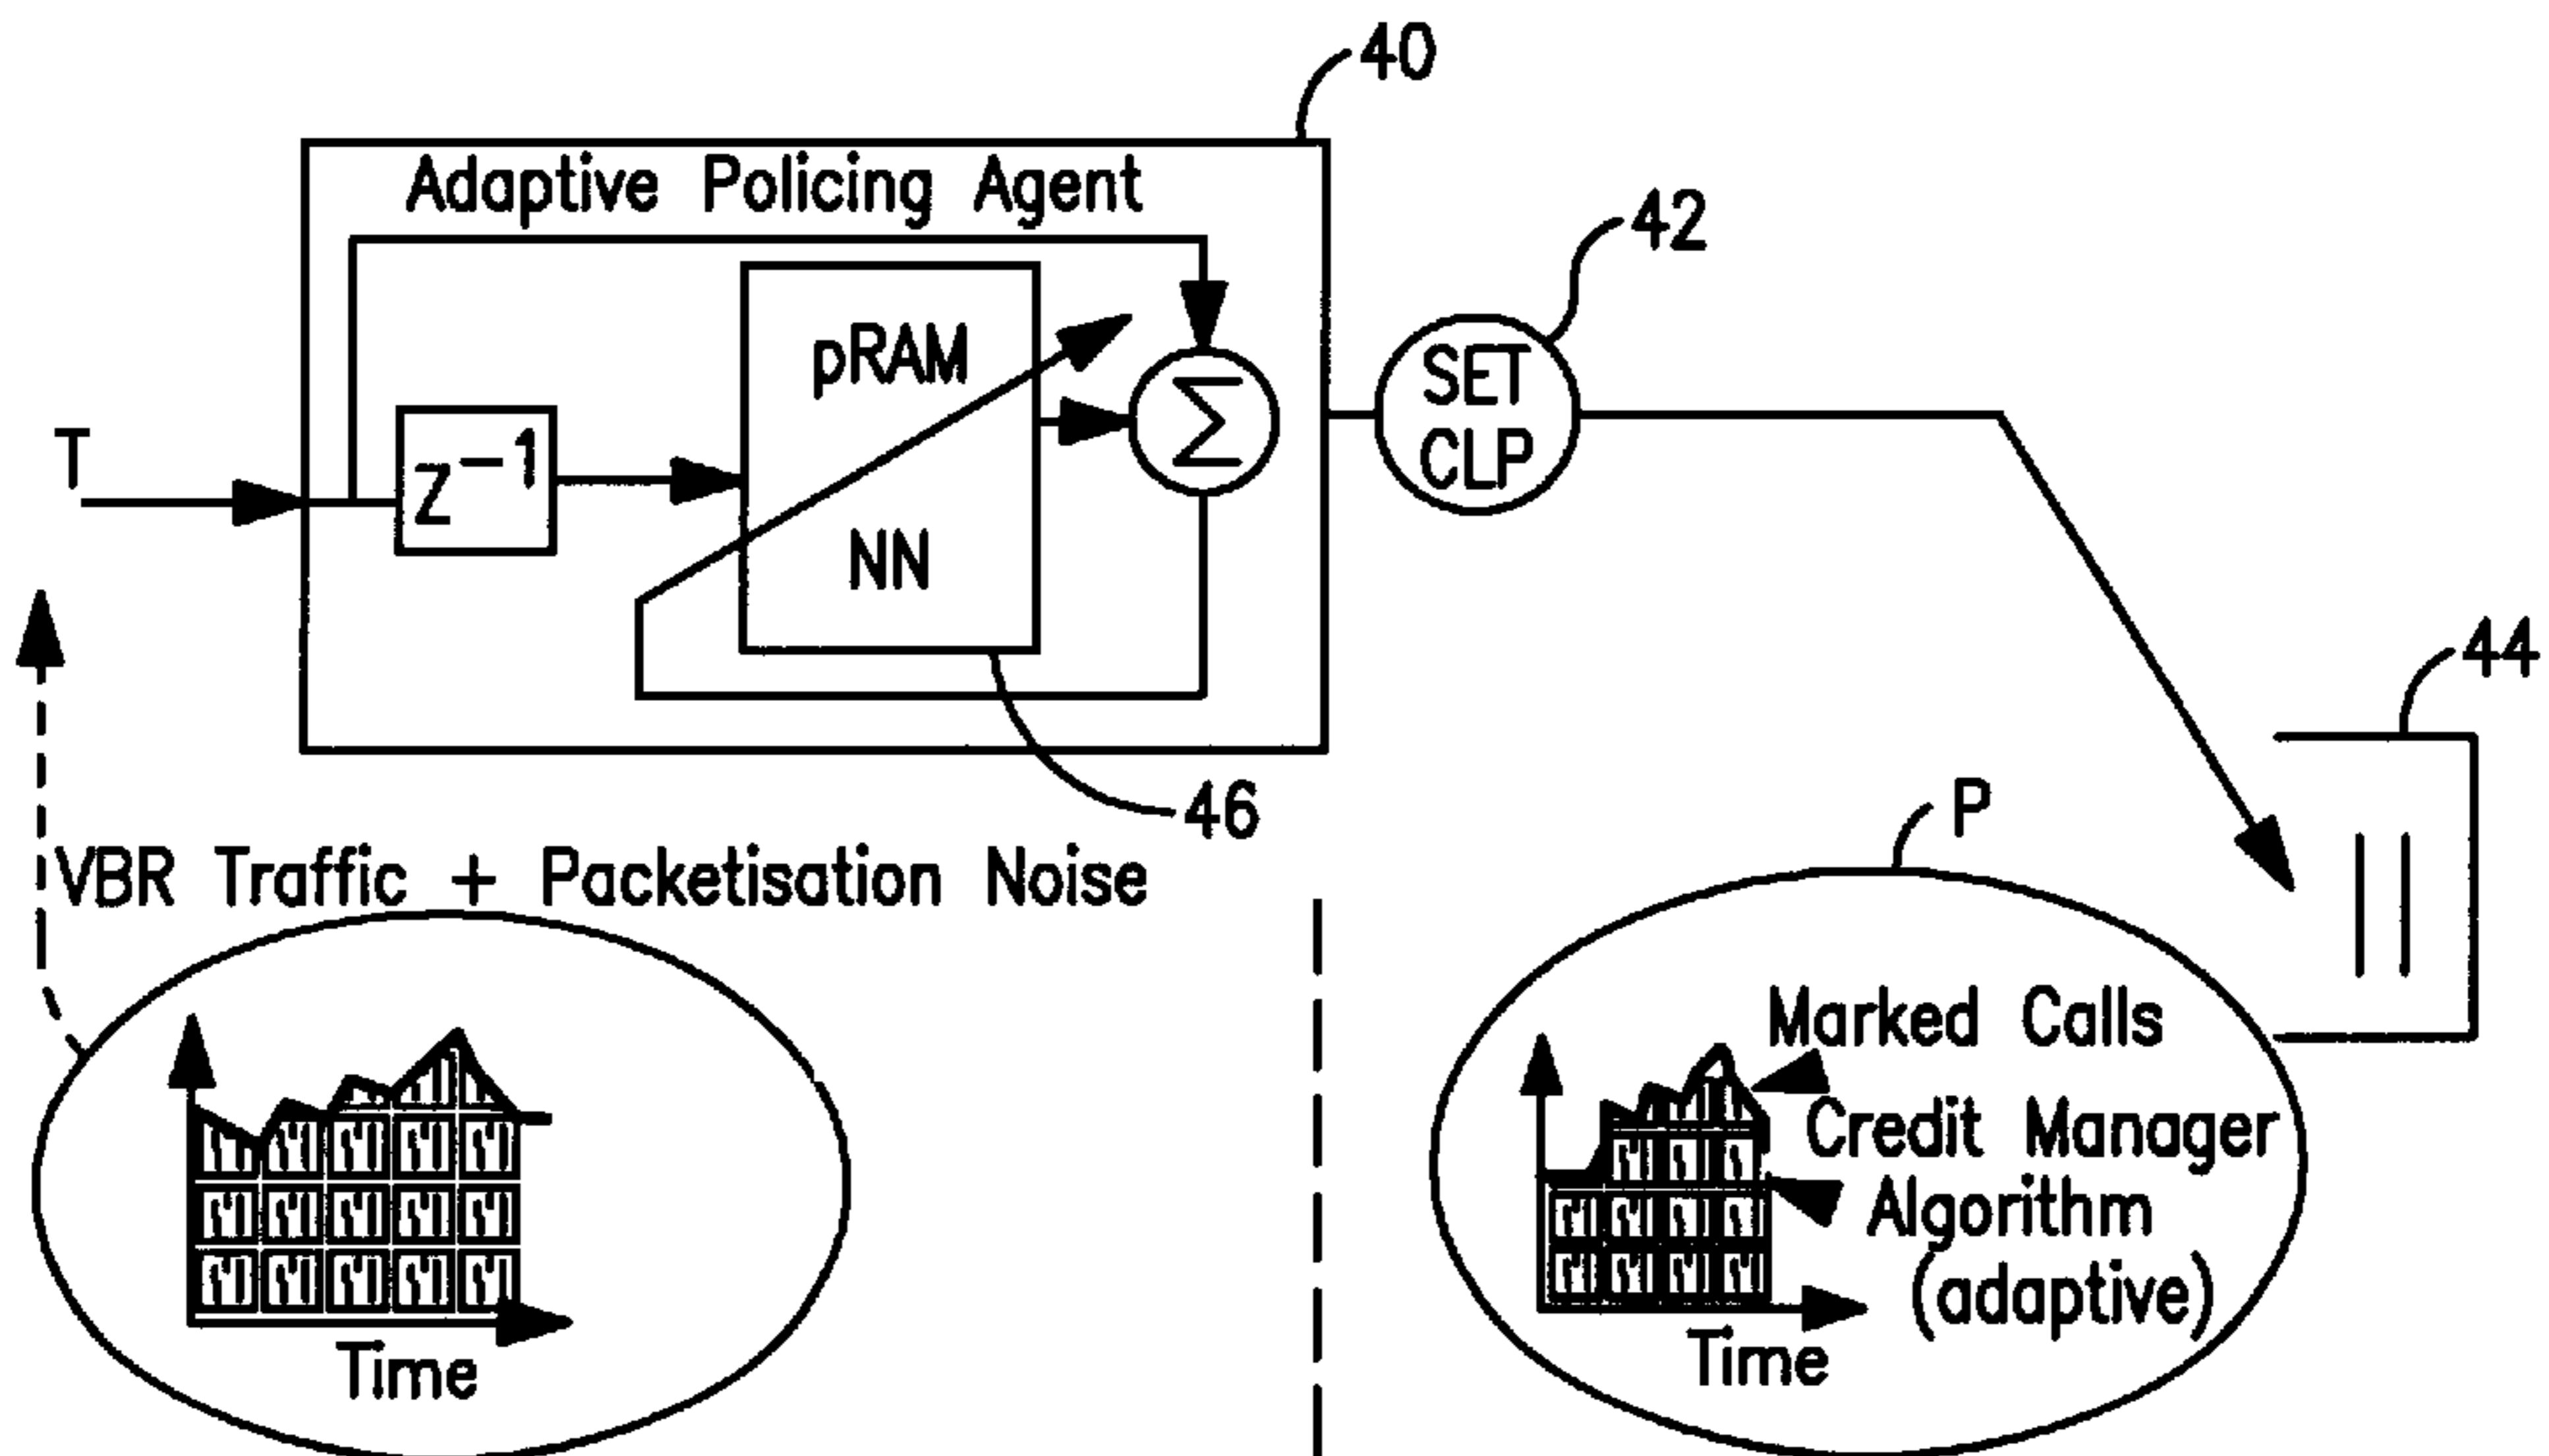 40
Adaptive Policing Agent
42
T
Z⁻¹
pRAM
NN
Σ
SET
CLP
44
46
P
VBR Traffic + Packetisation Noise
Marked Calls
Credit Manager
Algorithm
(adaptive)
Time
Time